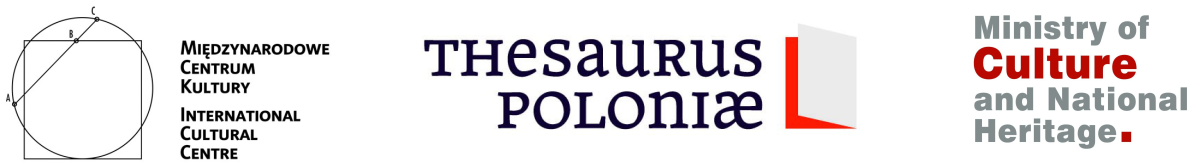 C
B
A
MIĘDZYNARODOWE
CENTRUM
KULTURY
INTERNATIONAL
CULTURAL
CENTRE
THesauRus
POLONIÆ
Ministry of
Culture
and National
Heritage.